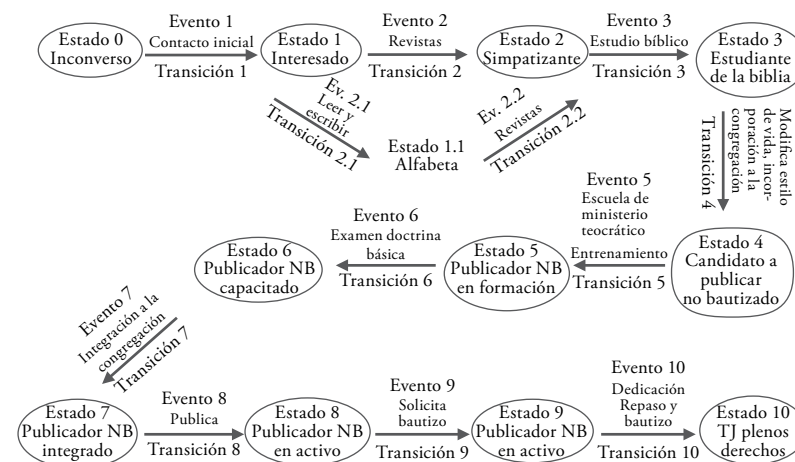 Estado 0
Inconverso
Evento 1
Contacto inicial
Transición 1
Estado 1
Interesado
Evento 2
Revistas
Transición 2
Estado 2
Simpatizante
Evento 3
Estudio bíblico
Transición 3
Estado 3
Estudiante
de la biblia
Ev. 2.1
Leer y
escribir
Transición 2.1
Estado 1.1
Alfabeta
Ev. 2.2
Revistas
Transición 2.2
Modifica estilo
de vida, incor-
poración a la
congregación
Transición 4
Estado 4
Candidato a
publicar
no bautizado
Evento 5
Escuela de
ministerio
teocrático
Entrenamiento
Transición 5
Estado 5
Publicador NB
en formación
Evento 6
Examen doctrina
básica
Transición 6
Estado 6
Publicador NB
capacitado
Evento 7
Integración a la
congregación
Transición 7
Estado 7
Publicador NB
integrado
Evento 8
Publica
Transición 8
Estado 8
Publicador NB
en activo
Evento 9
Solicita
bautizo
Transición 9
Estado 9
Publicador NB
en activo
Evento 10
Dedicación
Repaso y
bautizo
Transición 10
Estado 10
TJ plenos
derechos